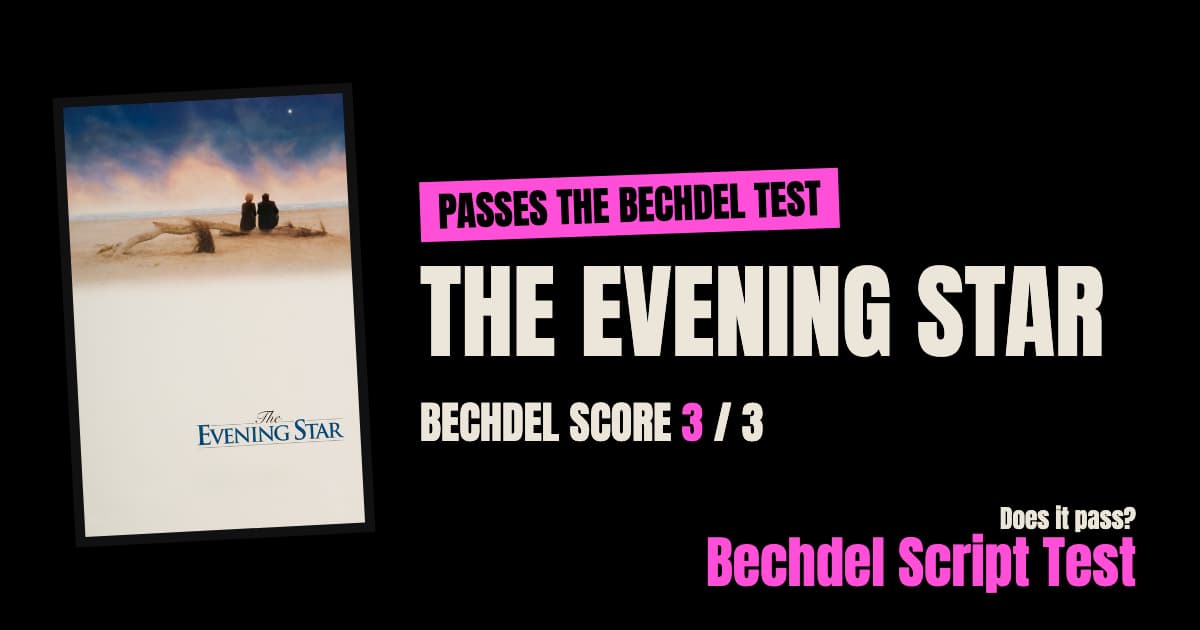 PASSES THE BECHDEL TEST
THE EVENING STAR
BECHDEL SCORE 3 / 3
The
EVENING STAR
Does it pass?
Bechdel Script Test